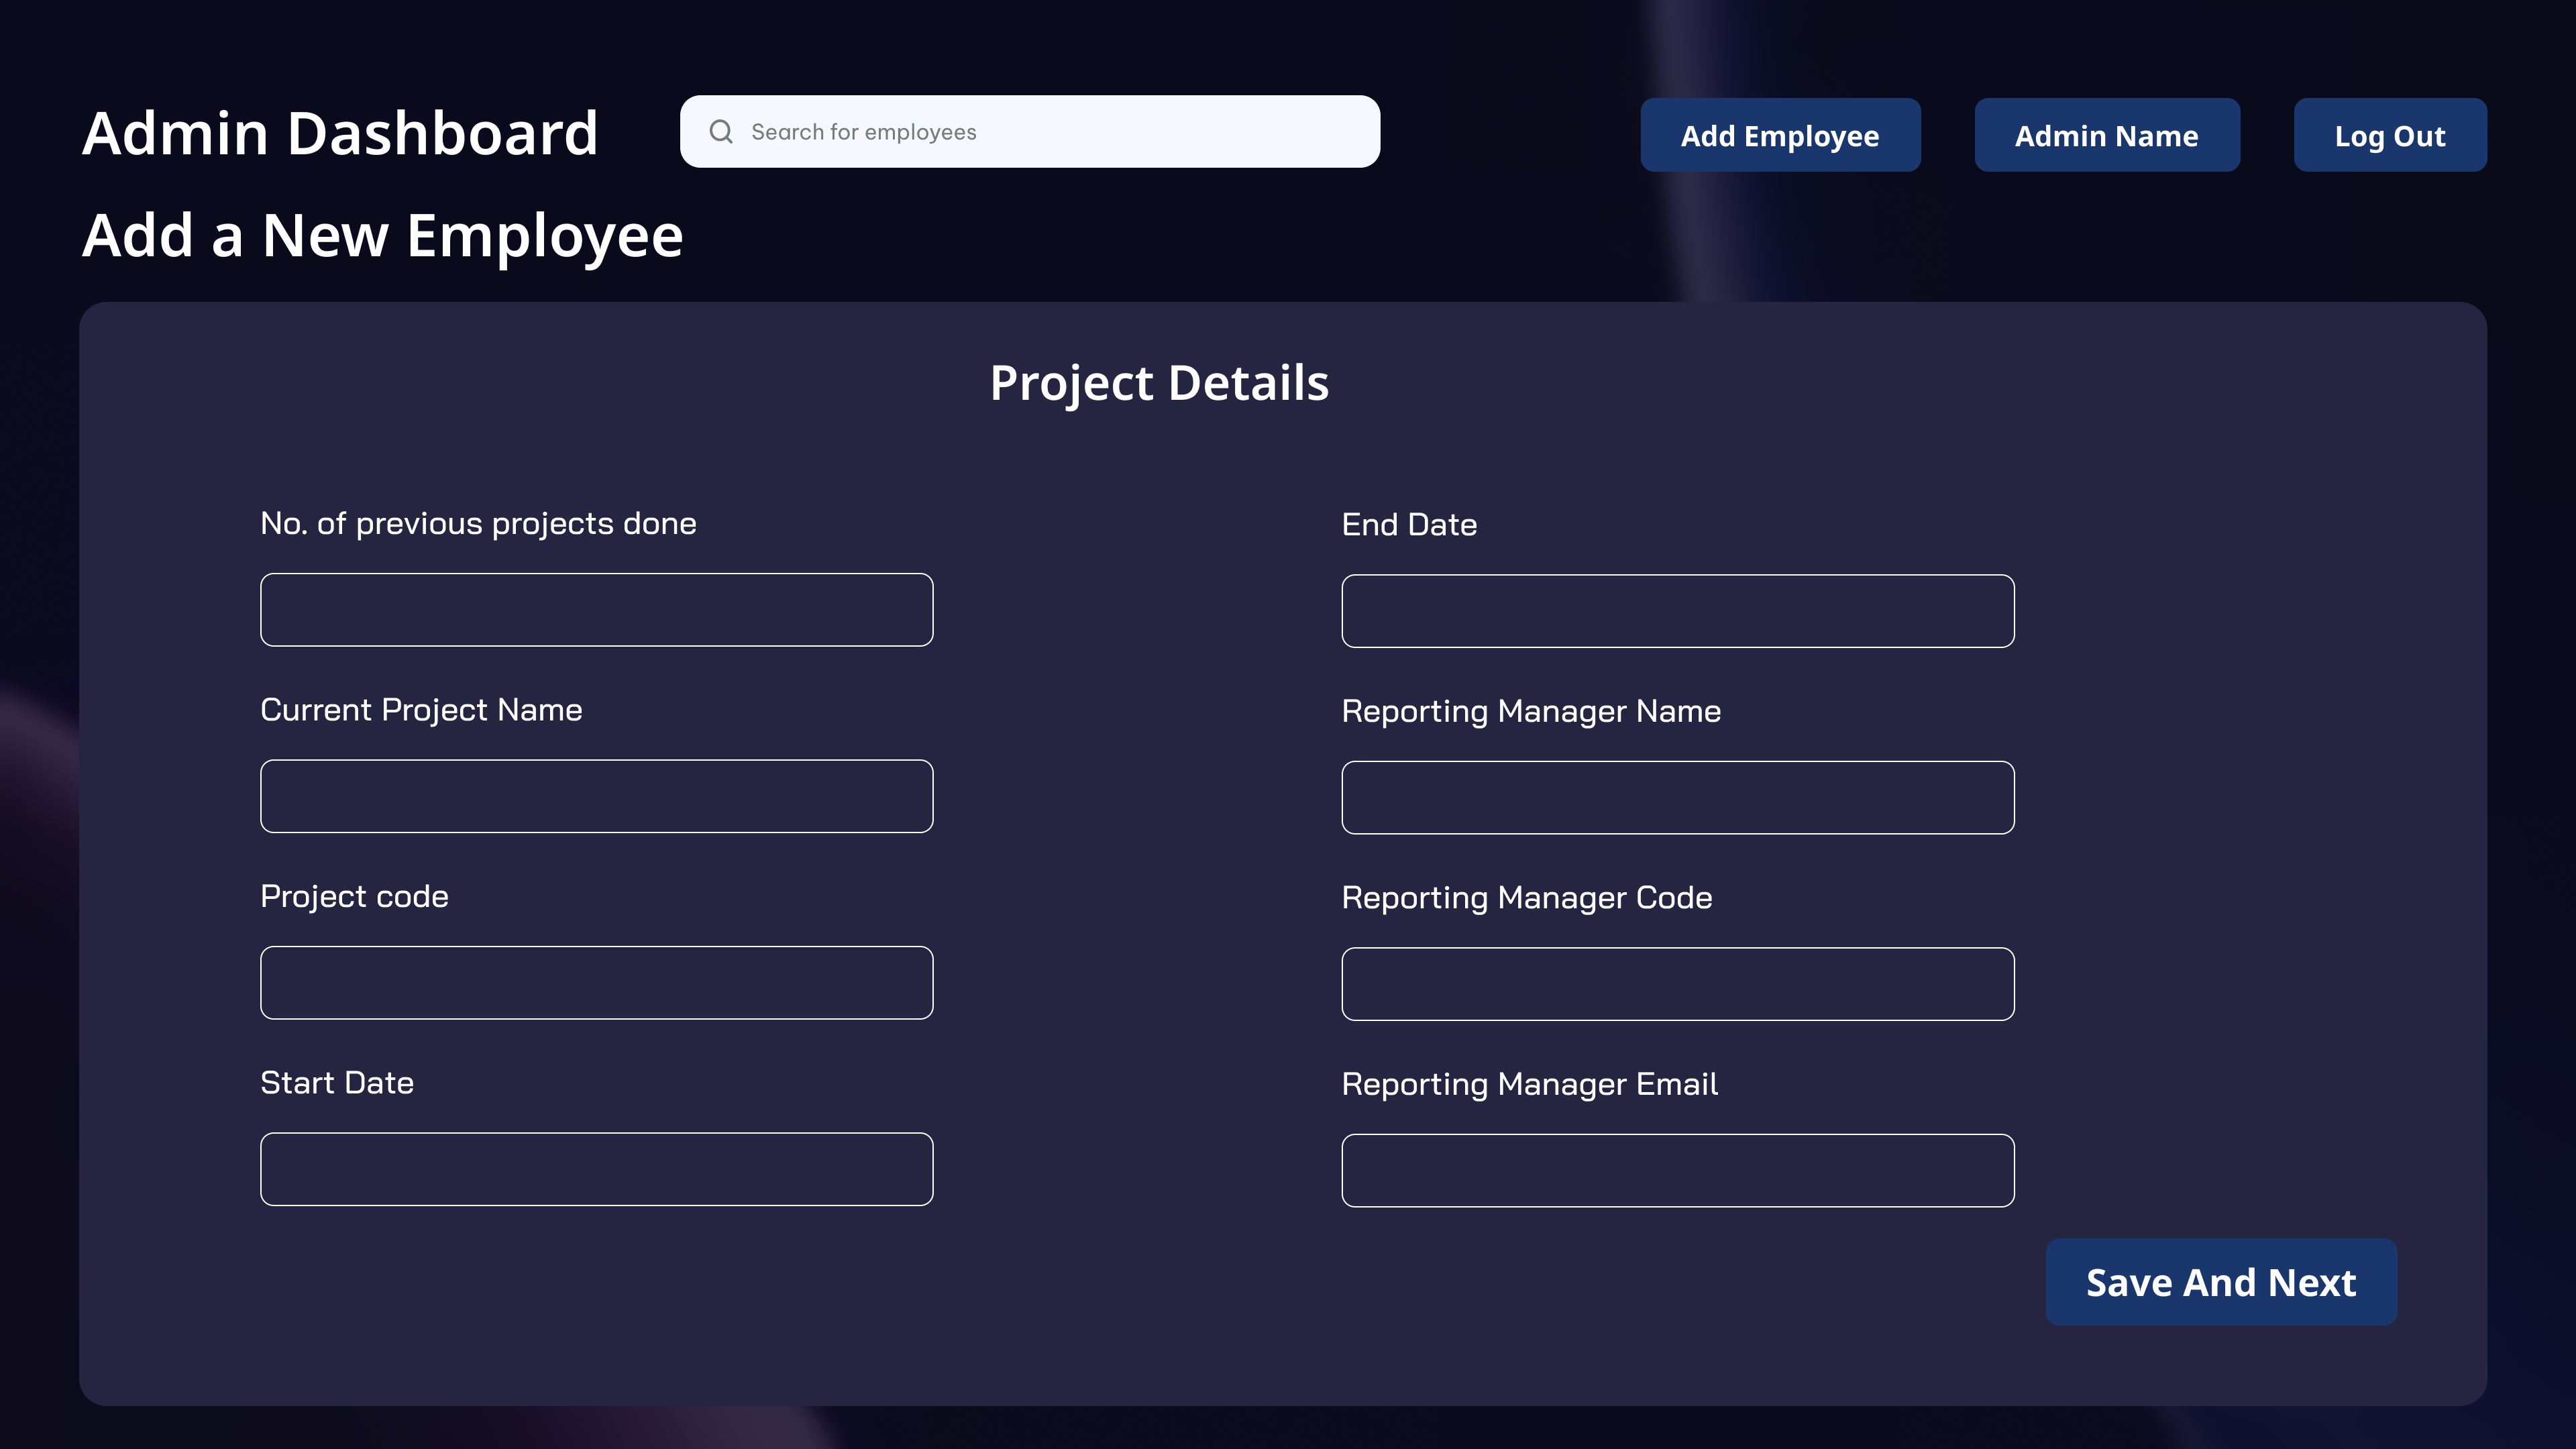 Admin Dashboard
Search for employees
Add Employee
Admin Name
Log Out
Add a New Employee
Project Details
No. of previous projects done
End Date
Current Project Name
Reporting Manager Name
Project code
Reporting Manager Code
Start Date
Reporting Manager Email
Save And Next